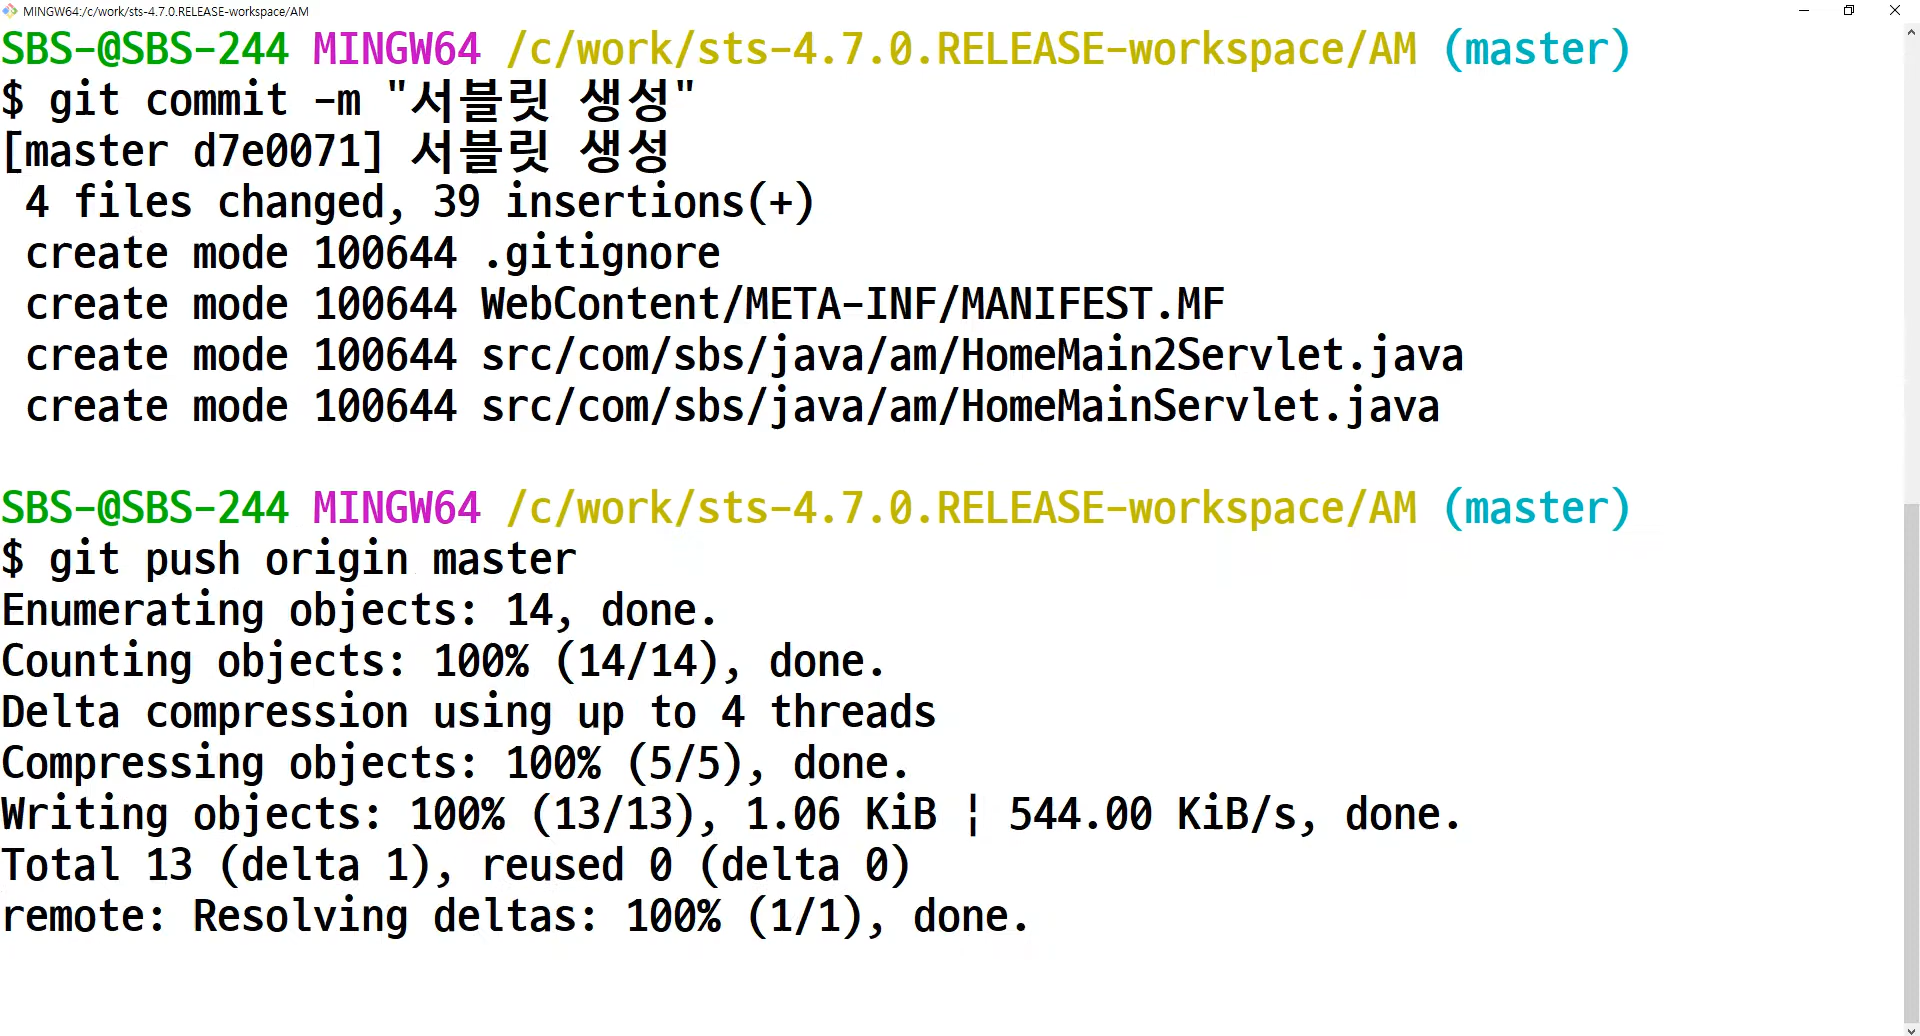 MINGW64:/c/work/sts-4.7.0.RELEASE-workspace/AM
SBS-@SBS-244 MINGW64 /c/work/sts-4.7.0.RELEASE-workspace/AM (master)
$ git commit -m "서블릿 생성"
[master d7e0071] 서블릿 생성
 4 files changed, 39 insertions(+)
 create mode 100644 .gitignore
 create mode 100644 WebContent/META-INF/MANIFEST.MF
 create mode 100644 src/com/sbs/java/am/HomeMain2Servlet.java
 create mode 100644 src/com/sbs/java/am/HomeMainServlet.java
SBS-@SBS-244 MINGW64 /c/work/sts-4.7.0.RELEASE-workspace/AM (master)
$ git push origin master
Enumerating objects: 14, done.
Counting objects: 100% (14/14), done.
Delta compression using up to 4 threads
Compressing objects: 100% (5/5), done.
Writing objects: 100% (13/13), 1.06 KiB ¦ 544.00 KiB/s, done.
Total 13 (delta 1), reused 0 (delta 0)
remote: Resolving deltas: 100% (1/1), done.